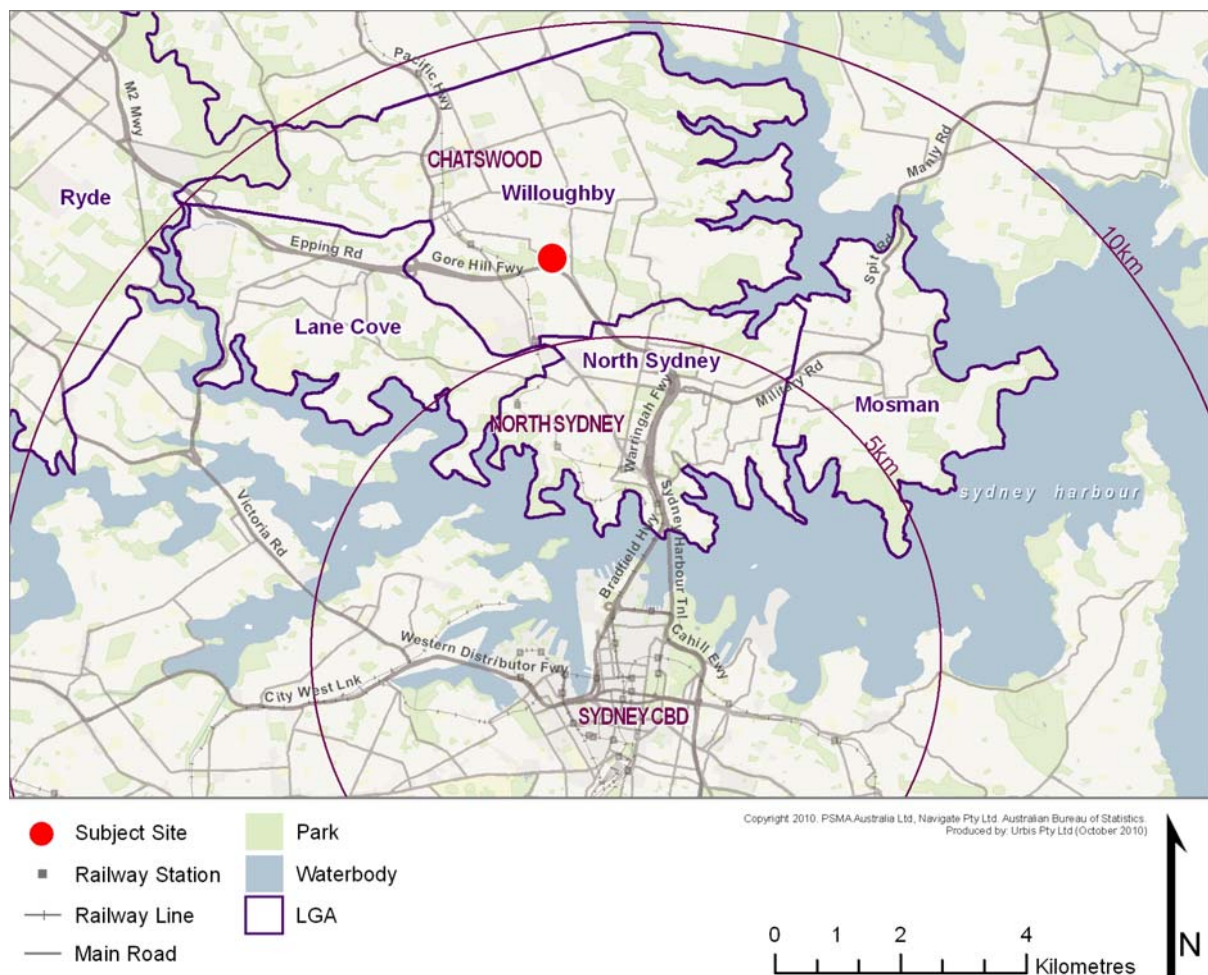 Pacific Hwy
M2 Mwy
CHATSWOOD
Manly Rd
Ryde
Willoughby
10km
Epping Rd
Gore Hill Fwy
Spit Rd
Lane Cove
North Sydney
Military Rd
Mosman
NORTH SYDNEY
Warringah Fwy
5km
sydney harbour
Victoria Rd
Bradfield Hwy
Sydney Harbour Tnl
Cahill Ewy
Western Distributor Fwy
City West Lnk
SYDNEY CBD
Subject Site
Railway Station
Railway Line
Main Road
Park
Waterbody
LGA
Copyright 2010. PSMA Australia Ltd, Navigate Pty Ltd. Australian Bureau of Statistics.
Produced by: Urbis Pty Ltd (October 2010)
0 1 2 4
Kilometres
N